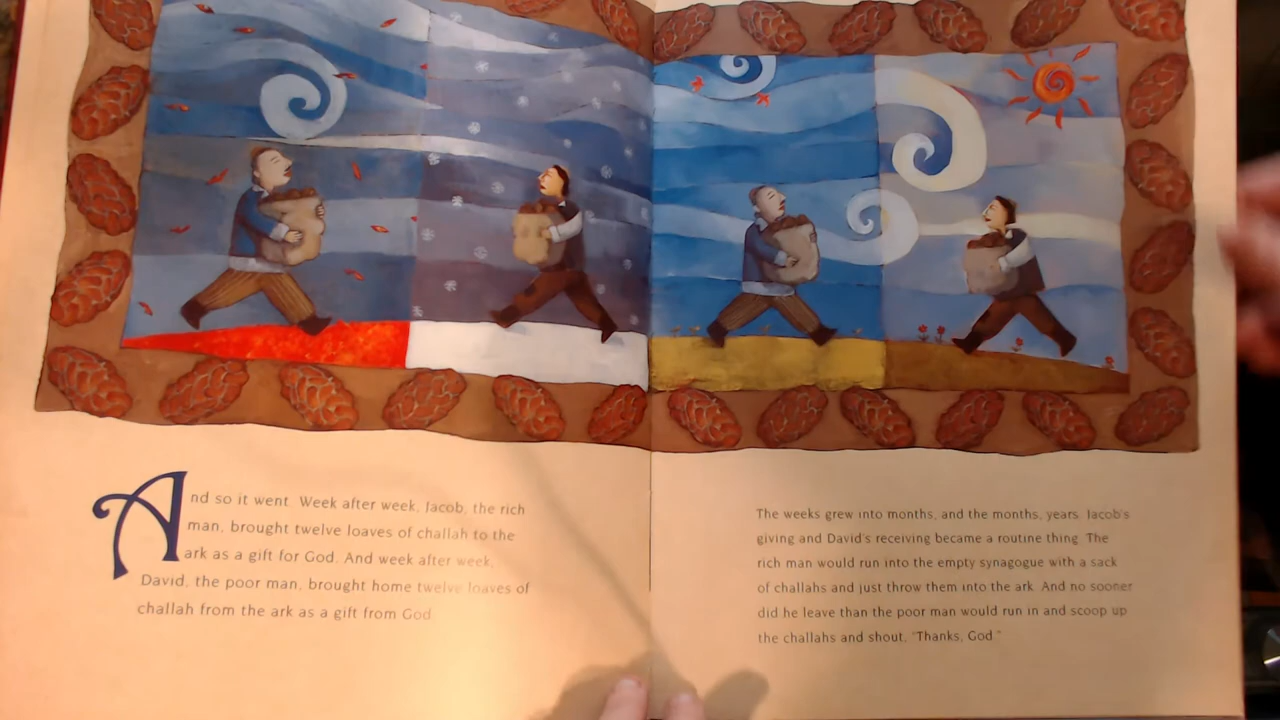 And so it went. Week after week, Jacob, the rich
man, brought twelve loaves of challah to the
ark as a gift for God. And week after week,
David, the poor man, brought home twelve loaves of
challah from the ark as a gift from God.
The weeks grew into months, and the months, years. Jacob's
giving and David's receiving became a routine thing. The
rich man would run into the empty synagogue with a sack
of challahs and just throw them into the ark. And no sooner
did he leave than the poor man would run in and scoop up
the challahs and shout, "Thanks, God."